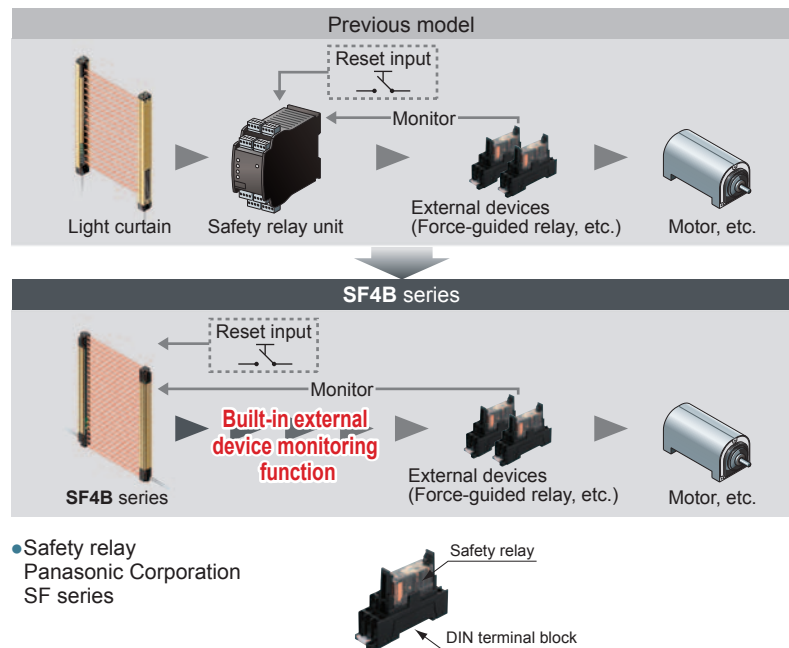 Previous model
Reset input
Monitor
Light curtain
Safety relay unit
External devices
(Force-guided relay, etc.)
Motor, etc.
SF4B series
Reset input
Monitor
Built-in external
device monitoring
function
SF4B series
External devices
(Force-guided relay, etc.)
Motor, etc.
●Safety relay
Panasonic Corporation
SF series
Safety relay
DIN terminal block